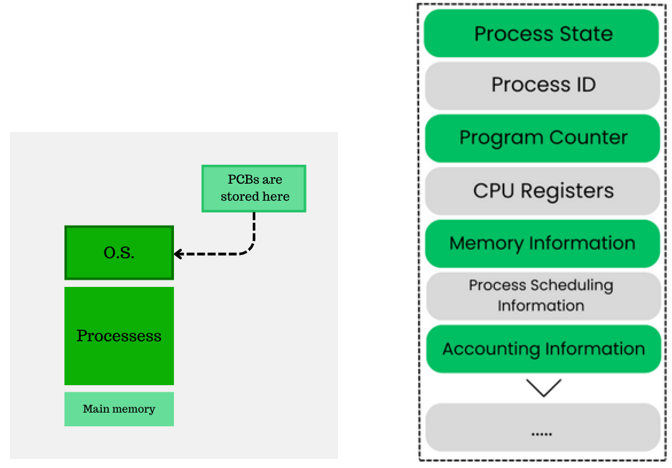 PCBs are
stored here
O.S.
Processess
Main memory
Process State
Process ID
Program Counter
CPU Registers
Memory Information
Process Scheduling
Information
Accounting Information
.....